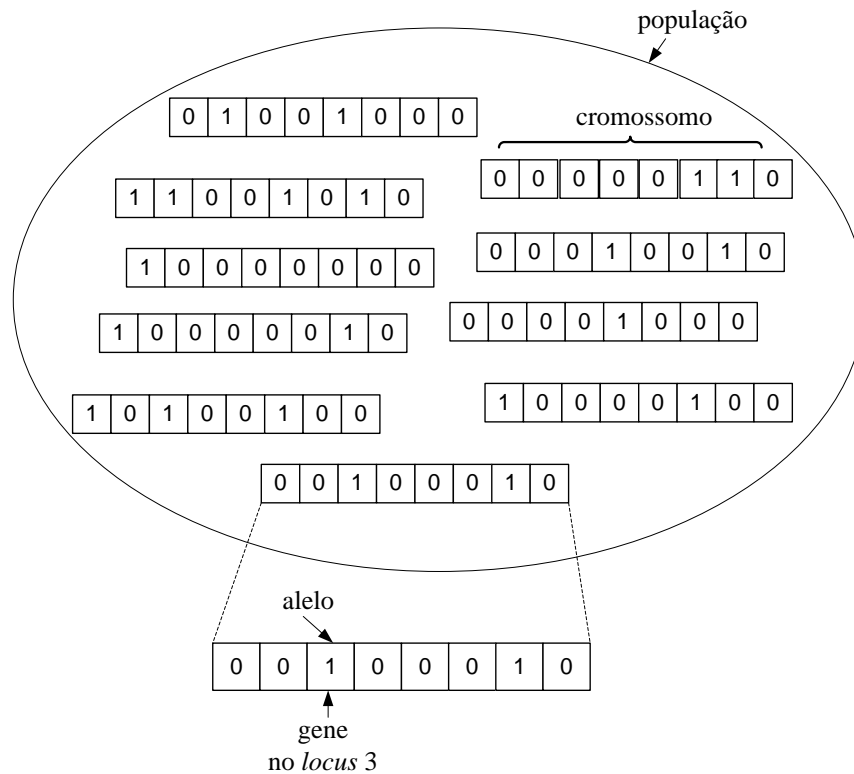 população
0 1 0 0 1 0 0 0
cromossomo
0 0 0 0 0 1 1 0
1 1 0 0 1 0 1 0
0 0 0 1 0 0 1 0
1 0 0 0 0 0 0 0
0 0 0 0 1 0 0 0
1 0 0 0 0 0 1 0
1 0 0 0 0 1 0 0
1 0 1 0 0 1 0 0
0 0 1 0 0 0 1 0
alelo
0 0 1 0 0 0 1 0
gene
no locus 3